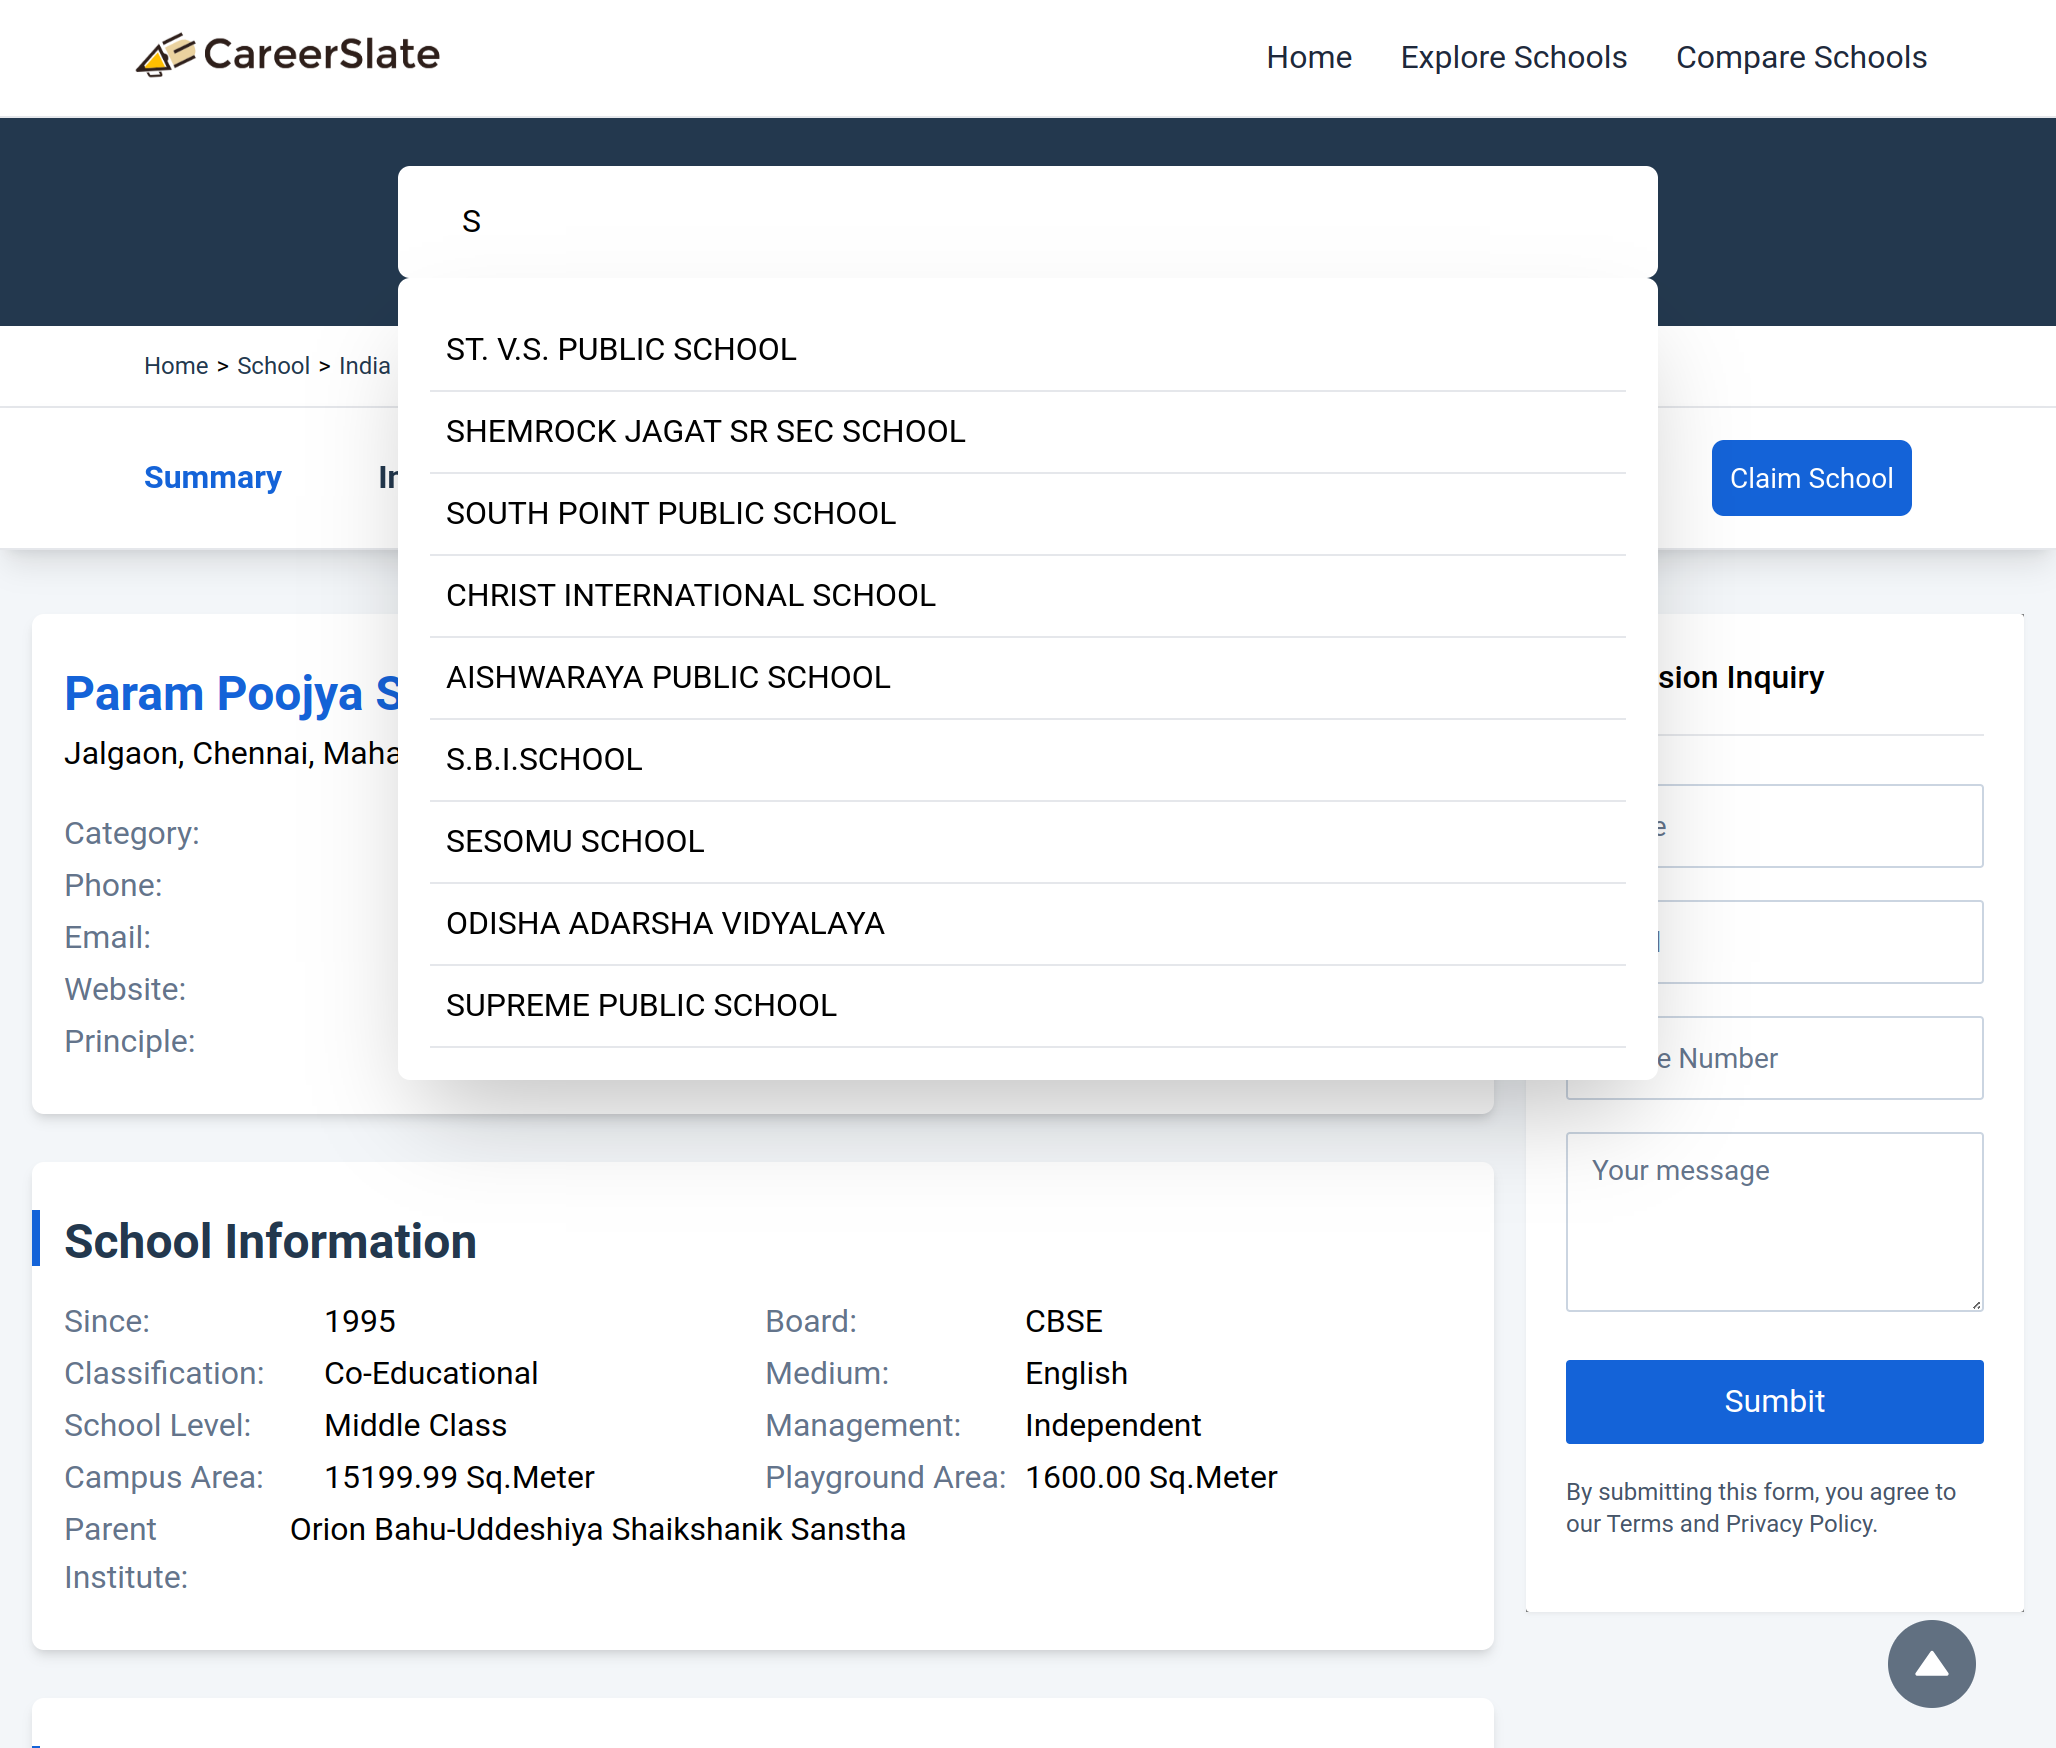 CareerSlate
Home Explore Schools Compare Schools
S
ST. V.S. PUBLIC SCHOOL
SHEMROCK JAGAT SR SEC SCHOOL
SOUTH POINT PUBLIC SCHOOL
CHRIST INTERNATIONAL SCHOOL
AISHWARAYA PUBLIC SCHOOL
S.B.I.SCHOOL
SESOMU SCHOOL
ODISHA ADARSHA VIDYALAYA
SUPREME PUBLIC SCHOOL
Home > School > India
Summary
Claim School
Param Poojya S
Jalgaon, Chennai, Maha
Category:
Phone:
Email:
Website:
Principle:
School Information
Since: 1995 Board: CBSE
Classification: Co-Educational Medium: English
School Level: Middle Class Management: Independent
Campus Area: 15199.99 Sq.Meter Playground Area: 1600.00 Sq.Meter
Parent Orion Bahu-Uddeshiya Shaikshanik Sanstha
Institute:
sion Inquiry
e Number
Your message
Sumbit
By submitting this form, you agree to
our Terms and Privacy Policy.